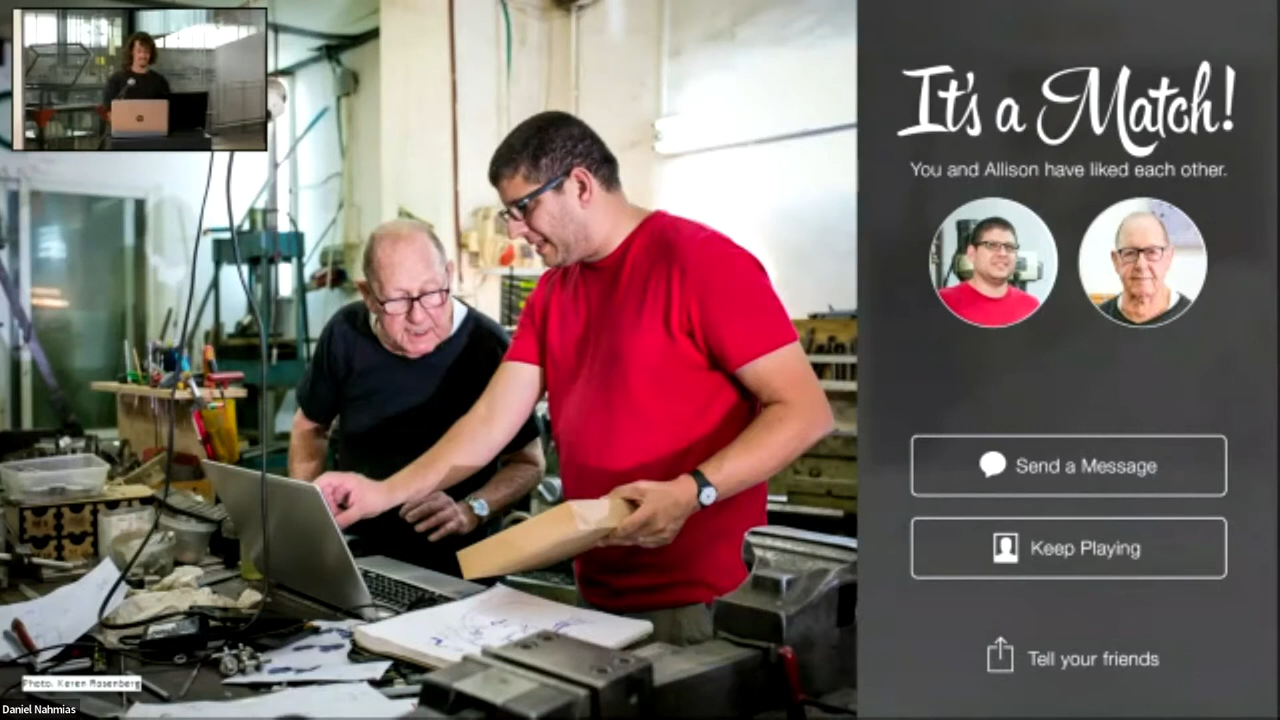 It's a Match!
You and Allison have liked each other.
Send a Message
Keep Playing
Tell your friends
Photo: Keren Rosenberg
Daniel Nahmias